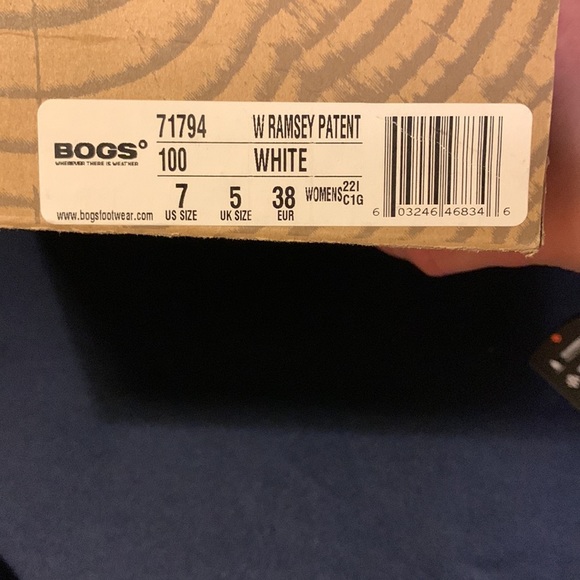 BOGS°
WHEREVER THERE IS WEATHER
www.bogsfootwear.com
71794 W RAMSEY PATENT
100 WHITE
7 5 38 WOMENS 22I
US SIZE UK SIZE EUR C1G
6 03246 46834 6